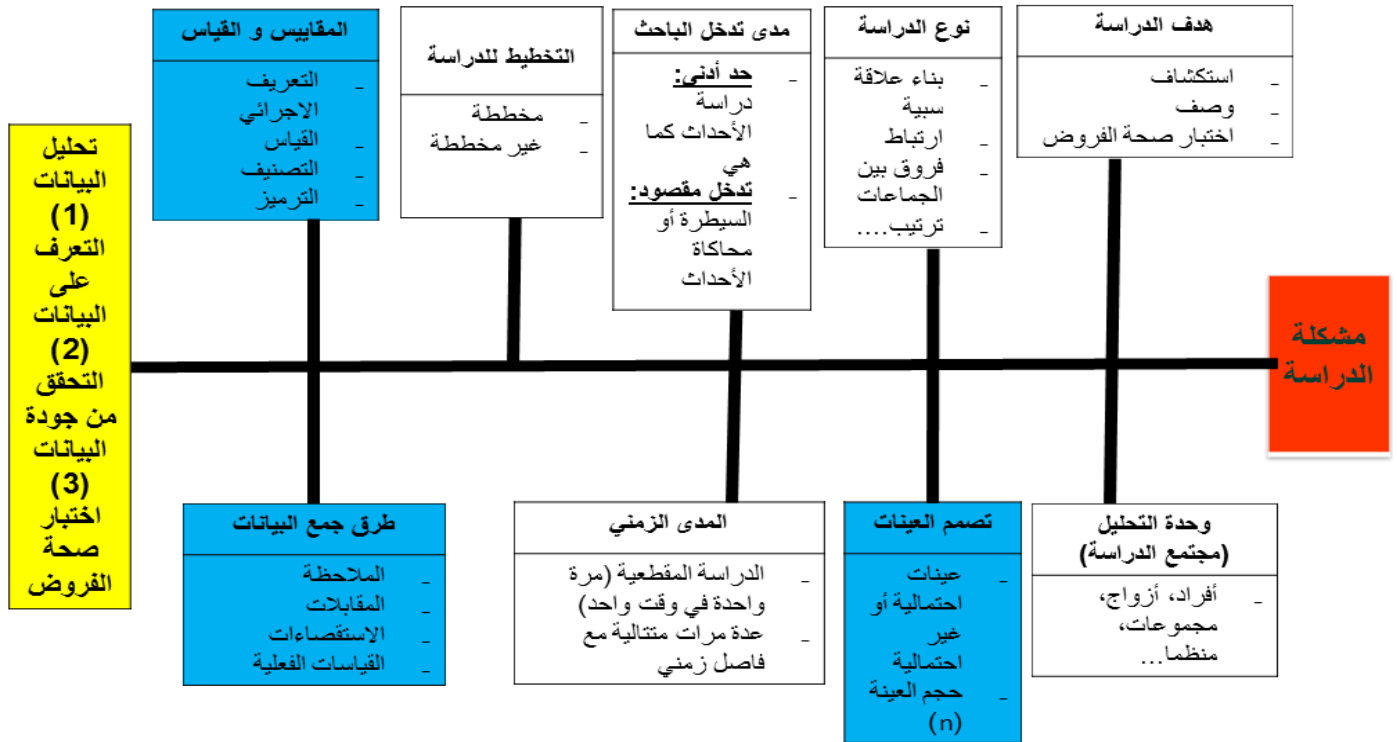 هدف الدراسة
- استكشاف
- وصف
- اختبار صحة الفروض
نوع الدراسة
- بناء علاقة
سببية
- ارتباط
- فروق بين
الجماعات
- ترتيب....
مدى تدخل الباحث
- حد أدنى:
دراسة
الأحداث كما
هي
- تدخل مقصود:
السيطرة أو
محاكاة
الأحداث
التخطيط للدراسة
- مخططة
- غير مخططة
المقاييس و القياس
- التعريف
الاجرائي
- القياس
- التصنيف
- الترميز
مشكلة
الدراسة
تحليل
البيانات
(1)
التعرف
على
البيانات
(2)
التحقق
من جودة
البيانات
(3)
اختبار
صحة
الفروض
وحدة التحليل
(مجتمع الدراسة)
- أفراد، أزواج،
مجموعات،
منظما...
تصمم العينات
- عينات
احتمالية أو
غير
احتمالية
- حجم العينة
(n)
المدى الزمني
- الدراسة المقطعية (مرة
واحدة في وقت واحد)
- عدة مرات متتالية مع
فاصل زمني
طرق جمع البيانات
- الملاحظة
- المقابلات
- الاستقصاءات
- القياسات الفعلية